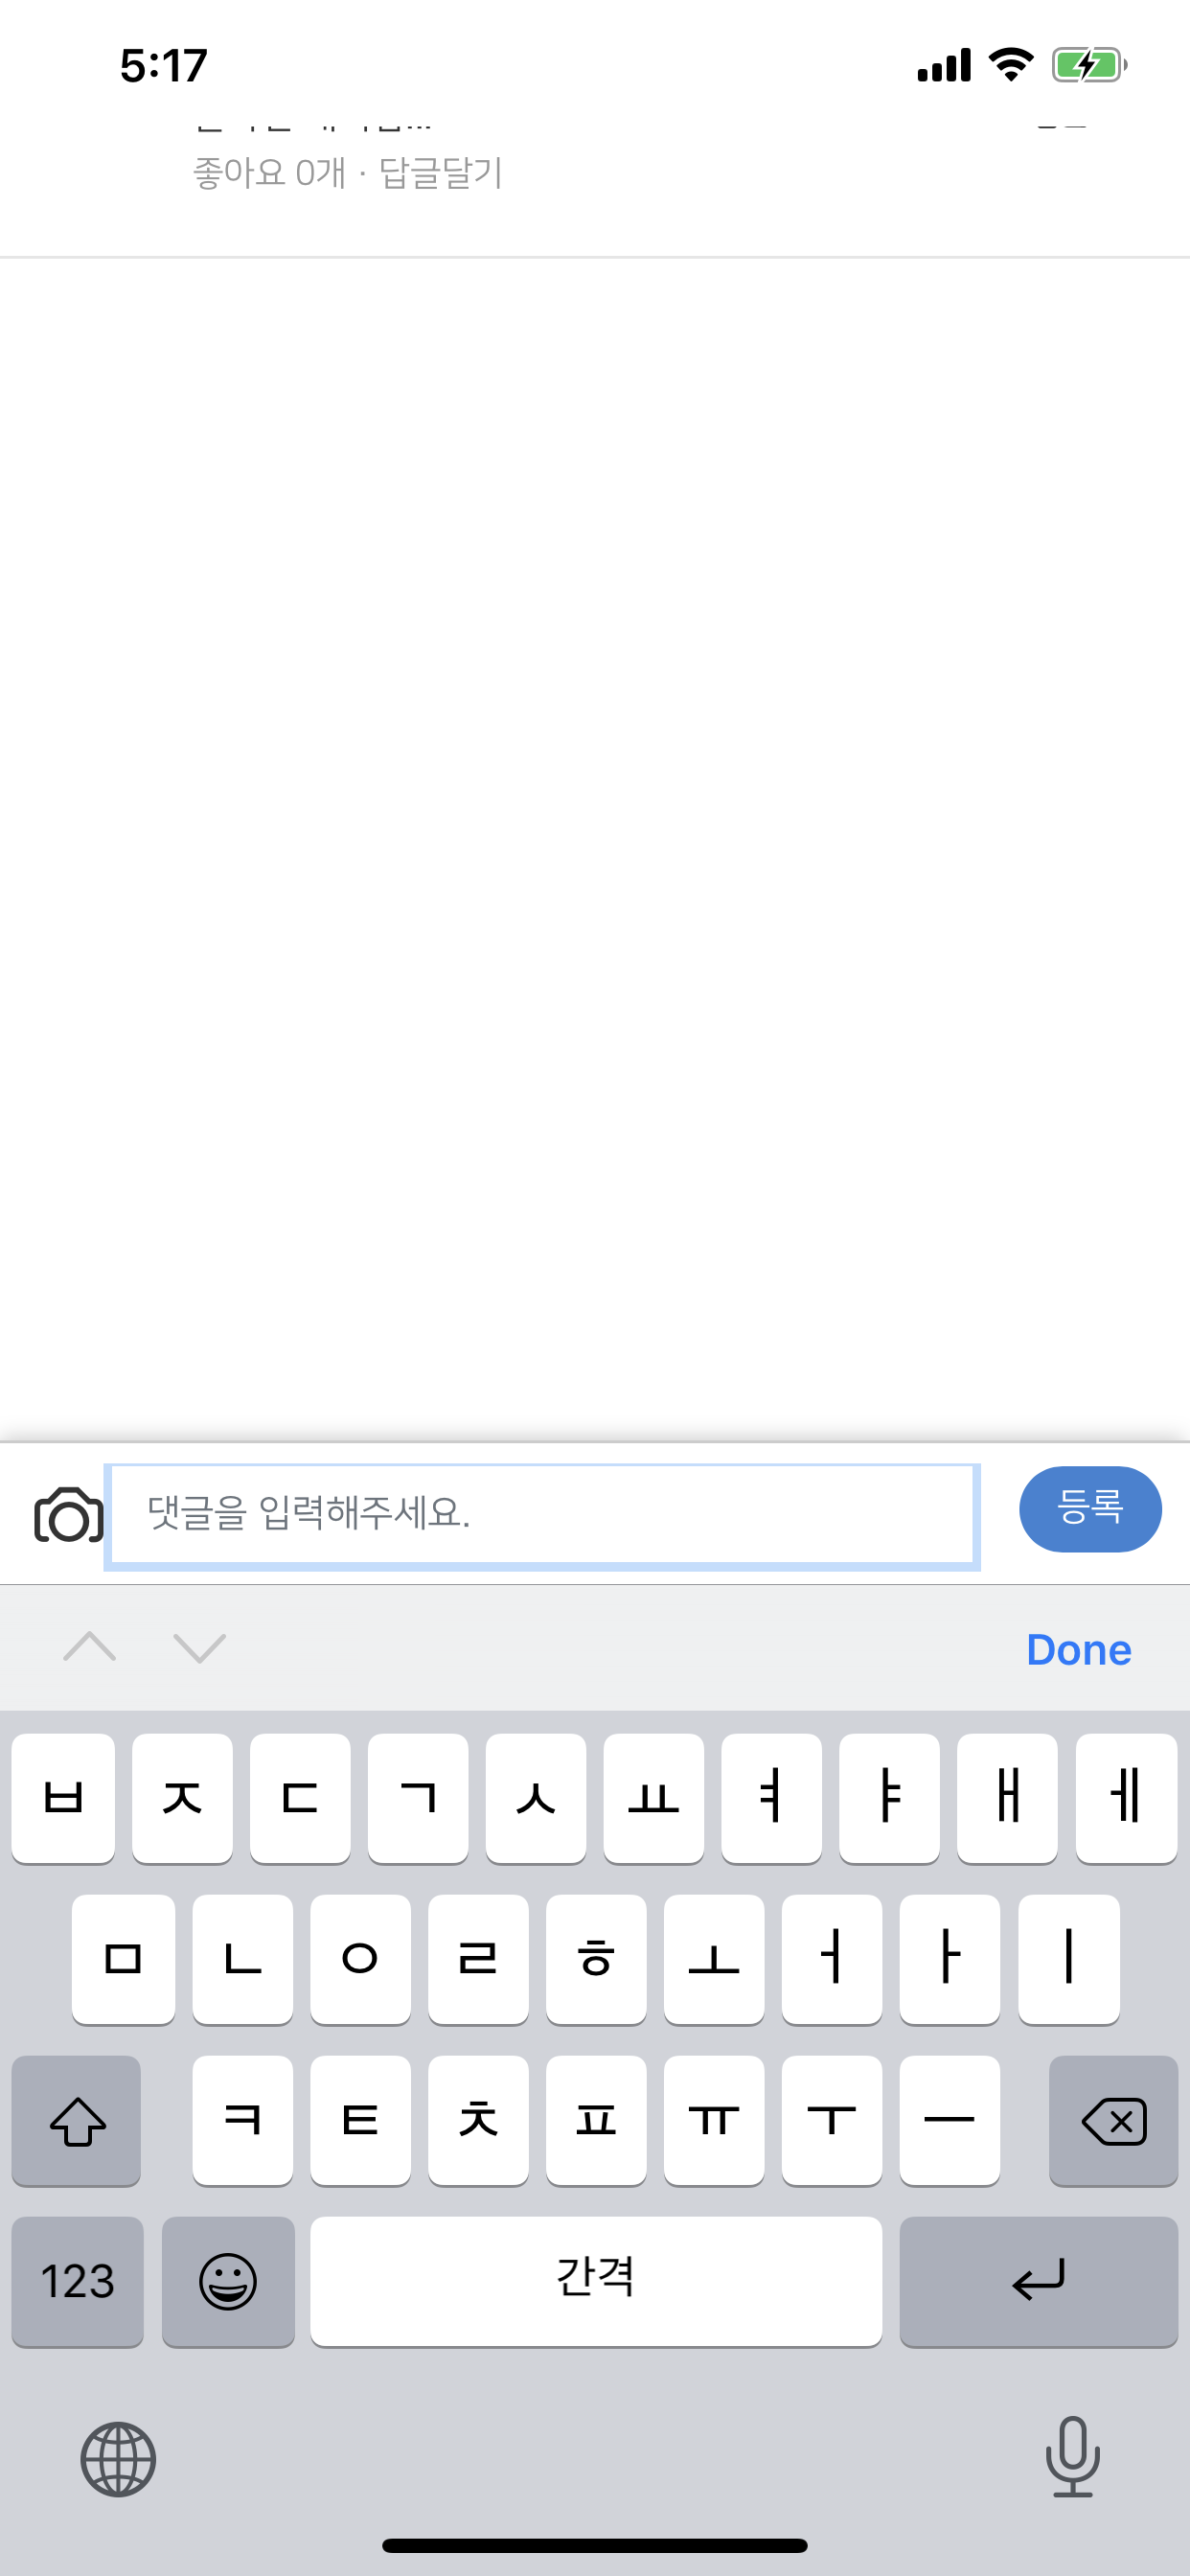 5:17
좋아요 0개 · 답글달기
댓글을 입력해주세요.
등록
Done
ㅂ ㅈ ㄷ ㄱ ㅅ ㅛ ㅕ ㅑ ㅐ ㅔ
ㅁ ㄴ ㅇ ㄹ ㅎ ㅗ ㅓ ㅏ ㅣ
ㅋ ㅌ ㅊ ㅍ ㅠ ㅜ ㅡ
123 간격